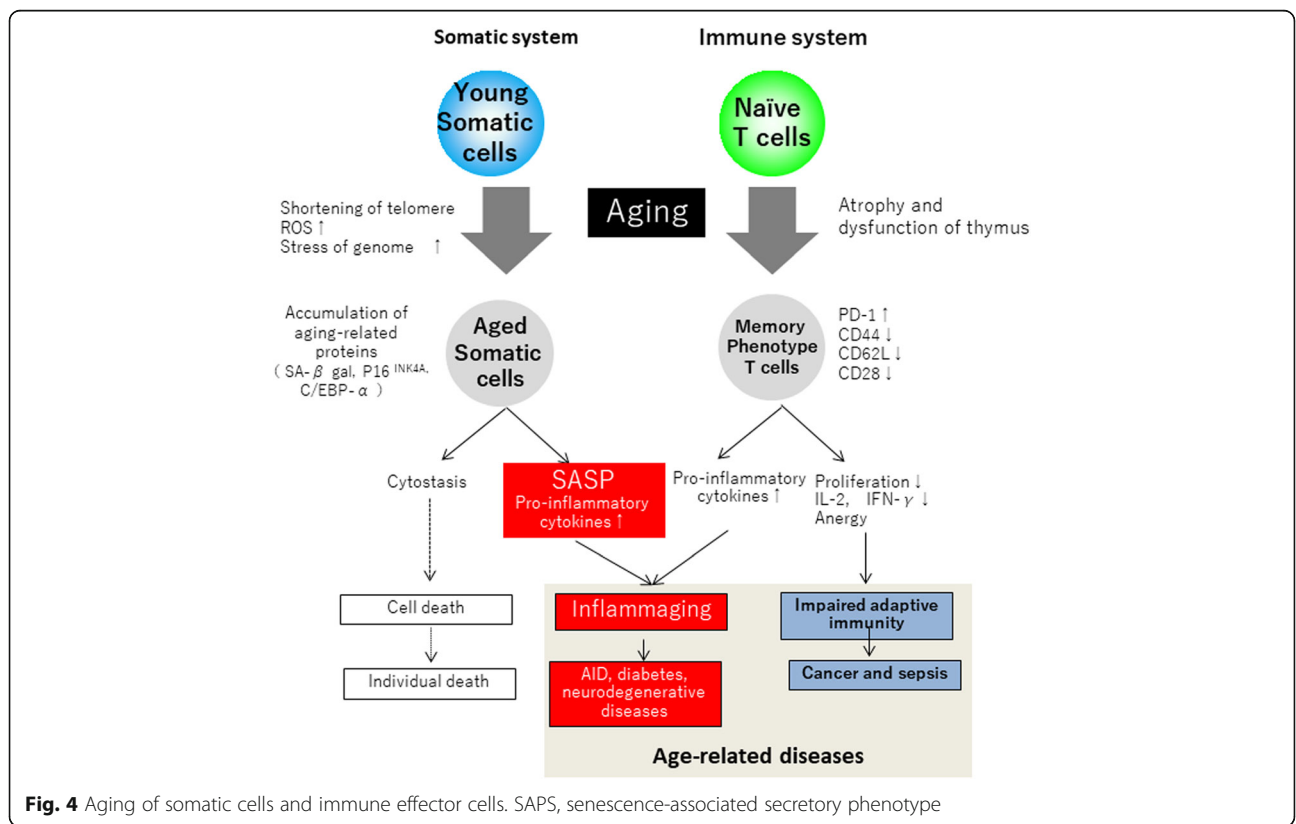 Somatic system
Immune system
Young
Somatic
cells
Naïve
T cells
Shortening of telomere
ROS ↑
Stress of genome ↑
Aging
Atrophy and
dysfunction of thymus
Accumulation of
aging-related
proteins
( SA-β gal, P16 INK4A,
C/EBP-α )
Aged
Somatic
cells
Memory
Phenotype
T cells
PD-1 ↑
CD44 ↓
CD62L ↓
CD28 ↓
Cytostasis
SASP
Pro-inflammatory
cytokines ↑
Pro-inflammatory
cytokines ↑
Proliferation ↓
IL-2, IFN-γ ↓
Anergy
Cell death
Individual death
Inflammaging
AID, diabetes,
neurodegenerative
diseases
Impaired adaptive
immunity
Cancer and sepsis
Age-related diseases
Fig. 4 Aging of somatic cells and immune effector cells. SAPS, senescence-associated secretory phenotype